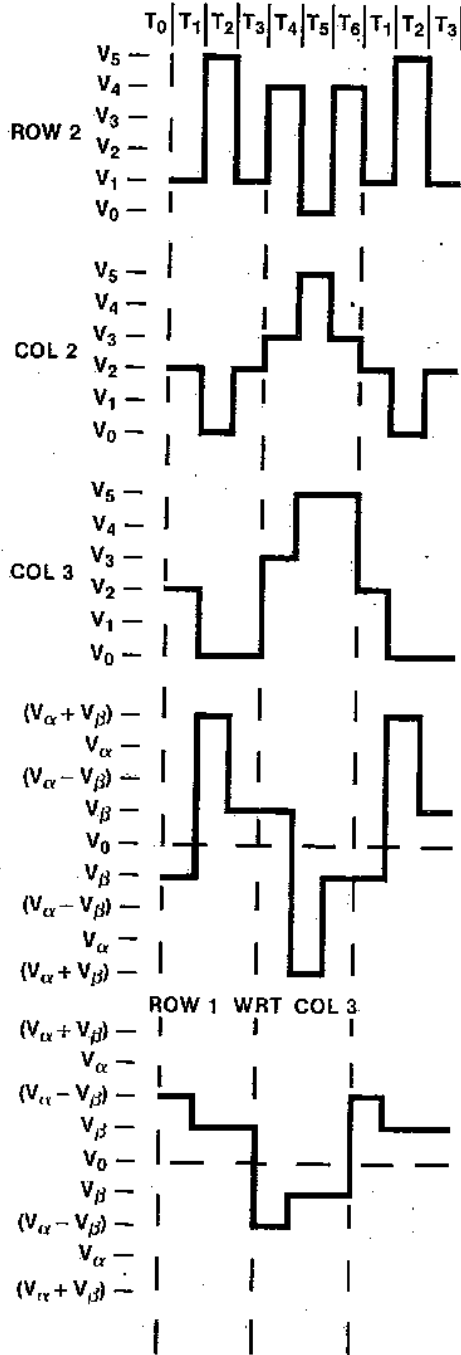 T₀ T₁ T₂ T₃ T₄ T₅ T₆ T₁ T₂ T₃
V₅
V₄
V₃
ROW 2
V₂
V₁
V₀
V₅
V₄
V₃
COL 2
V₂
V₁
V₀
V₅
V₄
V₃
COL 3
V₂
V₁
V₀
(Vα + Vβ)
Vα
(Vα − Vβ)
Vβ
V₀
Vβ
(Vα − Vβ)
Vα
(Vα + Vβ)
ROW 1 WRT COL 3
(Vα + Vβ)
Vα
(Vα − Vβ)
Vβ
V₀
Vβ
(Vα − Vβ)
Vα
(Vα + Vβ)